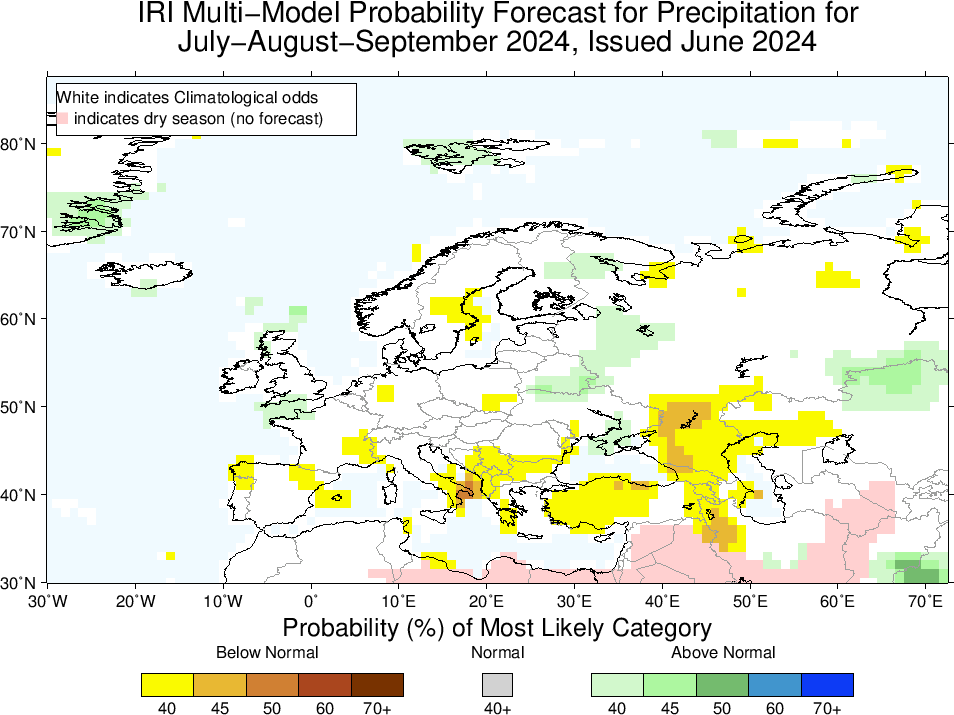 IRI Multi−Model Probability Forecast for Precipitation for
July−August−September 2024, Issued June 2024
White indicates Climatological odds
indicates dry season (no forecast)
80˚N
70˚N
60˚N
50˚N
40˚N
30˚N
30˚W 20˚W 10˚W 0˚ 10˚E 20˚E 30˚E 40˚E 50˚E 60˚E 70˚E
Probability (%) of Most Likely Category
Below Normal Normal Above Normal
40 45 50 60 70+ 40+ 40 45 50 60 70+